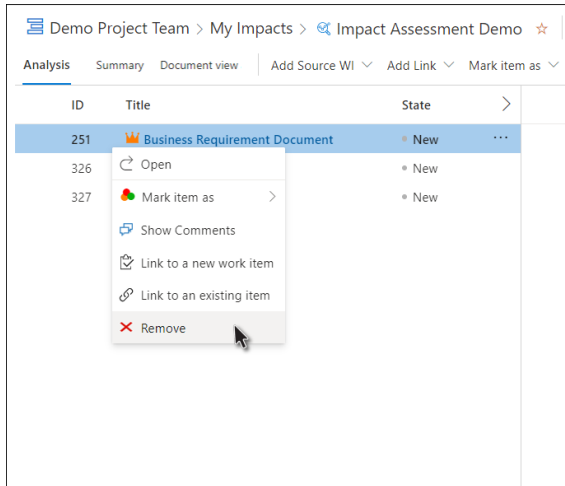 Demo Project Team > My Impacts > Impact Assessment Demo
Analysis Summary Document view Add Source WI Add Link Mark item as
ID Title State
251 Business Requirement Document New ...
326 New
327 New
Open
Mark item as
Show Comments
Link to a new work item
Link to an existing item
Remove